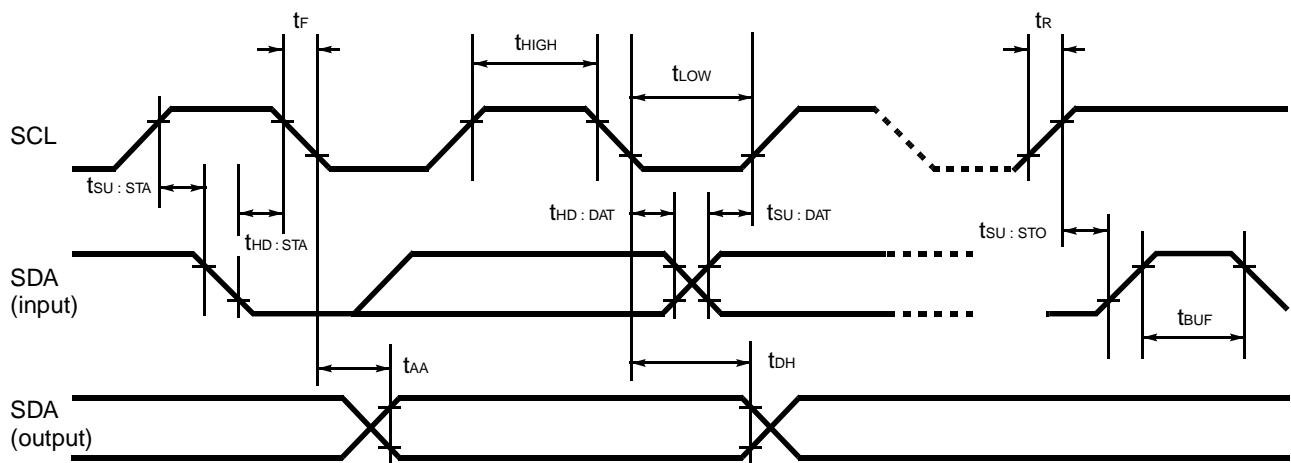 tF
tHIGH
tR
tLOW
SCL
tSU : STA
tHD : STA
tHD : DAT
tSU : DAT
tSU : STO
SDA
(input)
tBUF
tAA
tDH
SDA
(output)